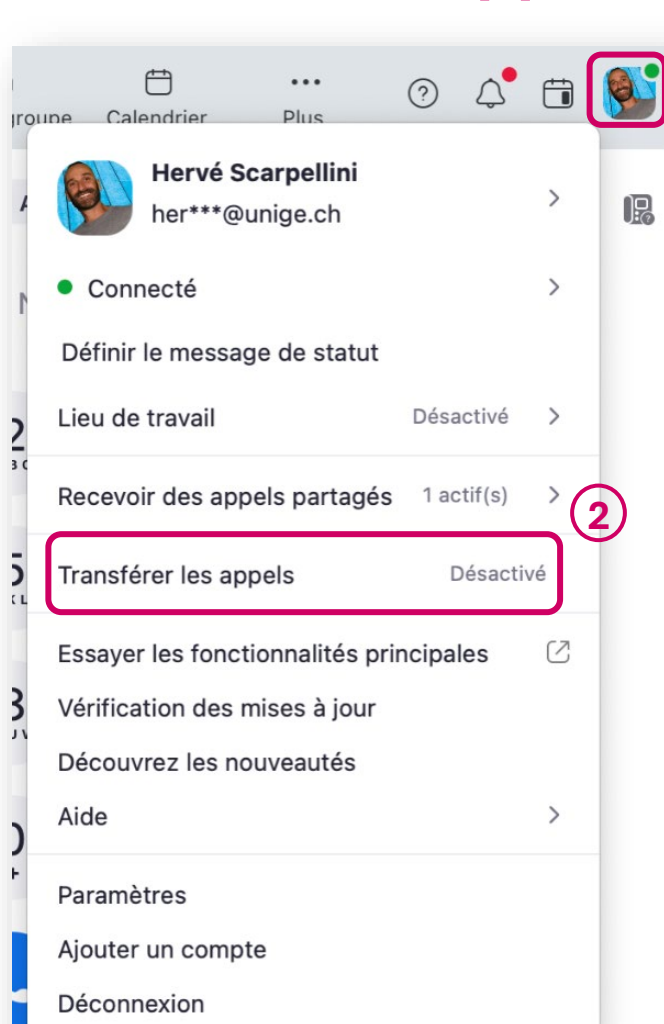 groupe Calendrier Plus
Hervé Scarpellini
her***@unige.ch
Connecté
Définir le message de statut
Lieu de travail Désactivé
Recevoir des appels partagés 1 actif(s)
2
Transférer les appels Désactivé
Essayer les fonctionnalités principales
Vérification des mises à jour
Découvrez les nouveautés
Aide
Paramètres
Ajouter un compte
Déconnexion